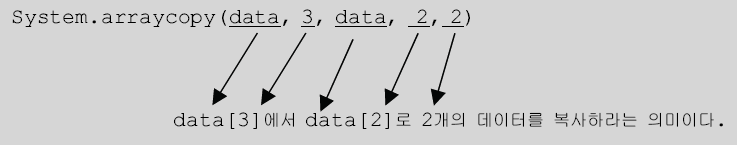 System.arraycopy(data, 3, data, 2, 2)
data[3]에서 data[2]로 2개의 데이터를 복사하라는 의미이다.